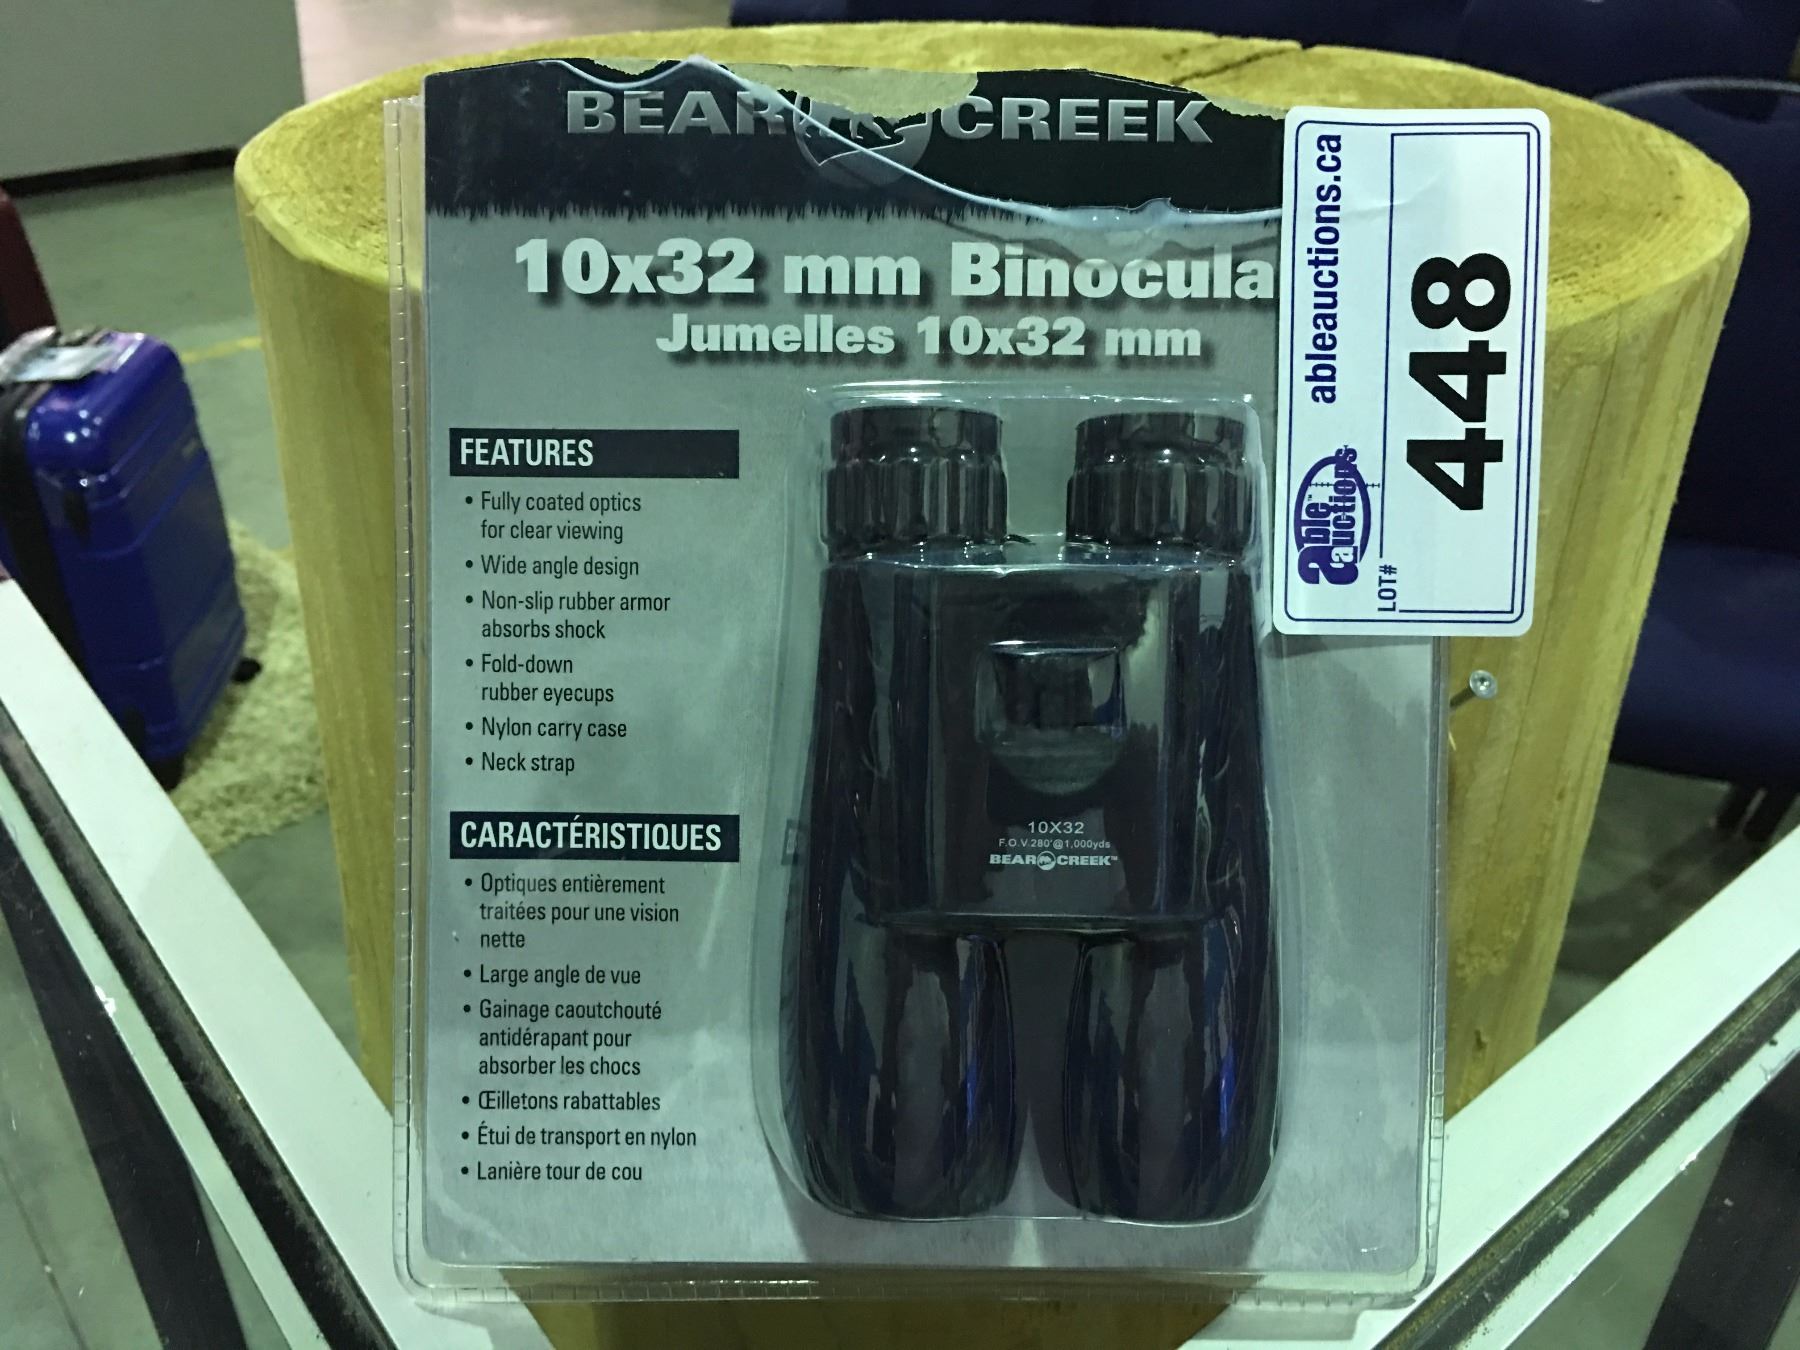 BEAR CREEK
10x32 mm Binocula
Jumelles 10x32 mm
FEATURES
• Fully coated optics
for clear viewing
• Wide angle design
• Non-slip rubber armor
absorbs shock
• Fold-down
rubber eyecups
• Nylon carry case
• Neck strap
CARACTÉRISTIQUES
• Optiques entièrement
traitées pour une vision
nette
• Large angle de vue
• Gainage caoutchouté
antidérapant pour
absorber les chocs
• Œilletons rabattables
• Étui de transport en nylon
• Lanière tour de cou
10X32
F.O.V.280'@1,000yds
BEAR CREEK™
ableauctions.ca
able™
auctions
LOT#
448